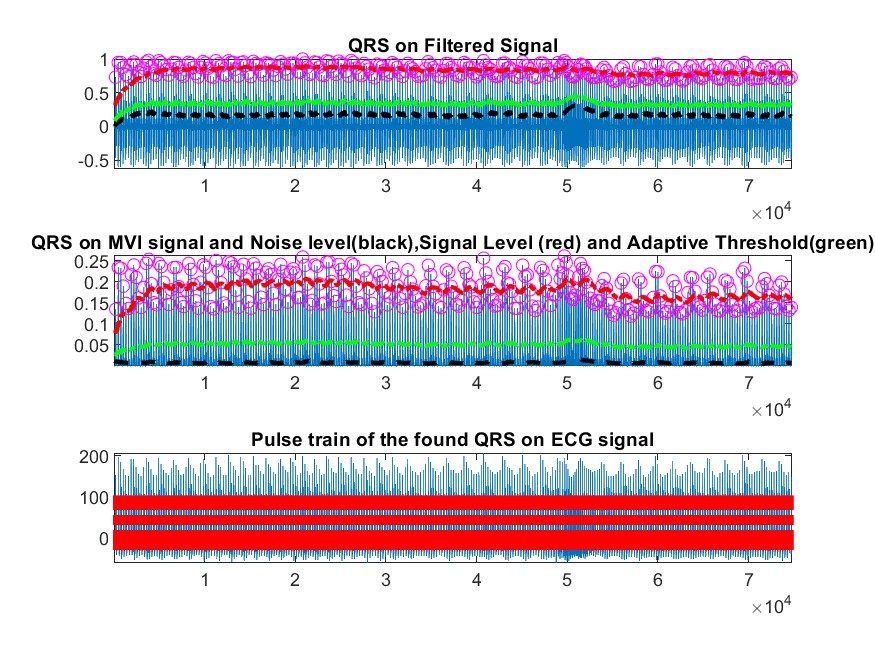 QRS on Filtered Signal
1
0.5
0
-0.5
1 2 3 4 5 6 7
×10^4
QRS on MVI signal and Noise level(black),Signal Level (red) and Adaptive Threshold(green)
0.25
0.2
0.15
0.1
0.05
1 2 3 4 5 6 7
×10^4
Pulse train of the found QRS on ECG signal
200
100
0
1 2 3 4 5 6 7
×10^4